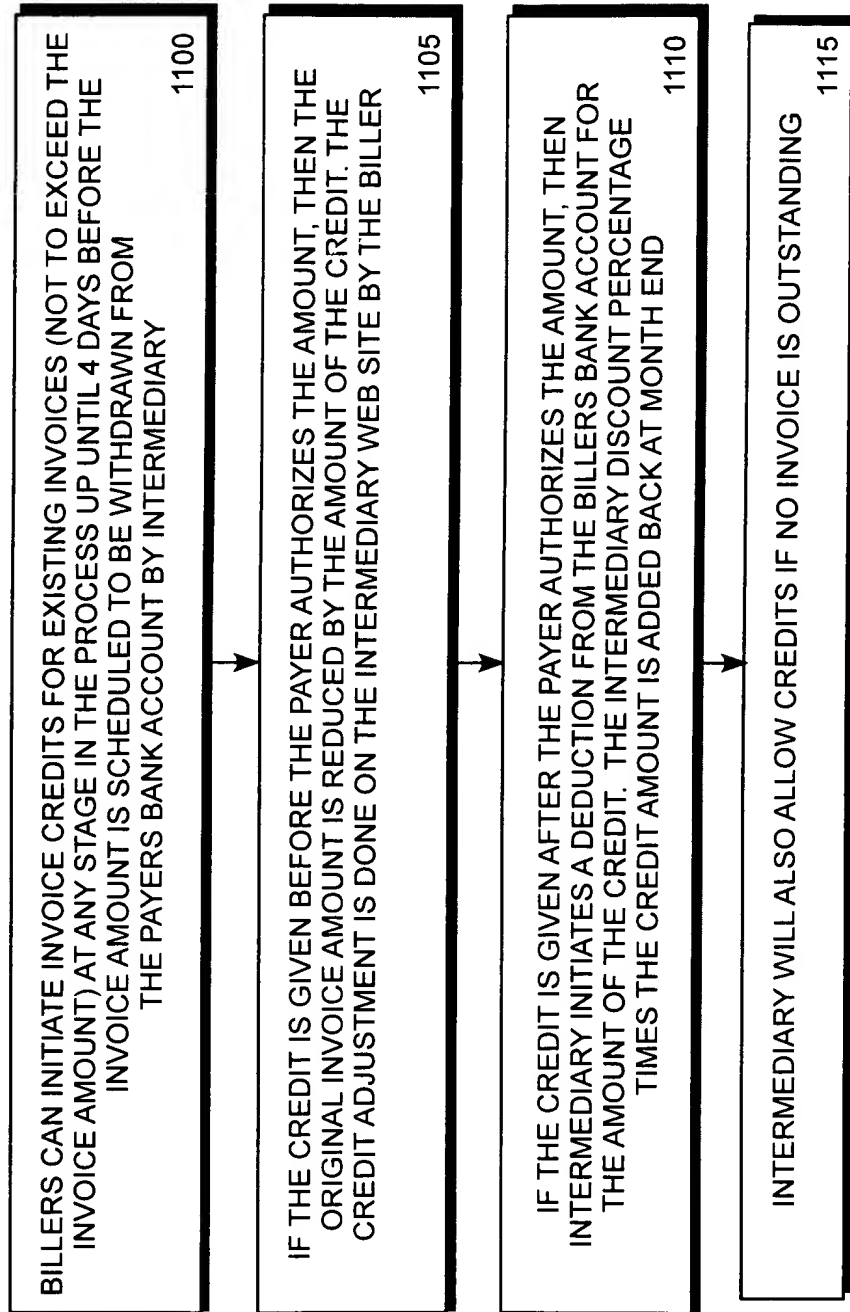 BILLERS CAN INITIATE INVOICE CREDITS FOR EXISTING INVOICES (NOT TO EXCEED THE
INVOICE AMOUNT) AT ANY STAGE IN THE PROCESS UP UNTIL 4 DAYS BEFORE THE
INVOICE AMOUNT IS SCHEDULED TO BE WITHDRAWN FROM
THE PAYERS BANK ACCOUNT BY INTERMEDIARY
1100
IF THE CREDIT IS GIVEN BEFORE THE PAYER AUTHORIZES THE AMOUNT, THEN THE
ORIGINAL INVOICE AMOUNT IS REDUCED BY THE AMOUNT OF THE CREDIT. THE
CREDIT ADJUSTMENT IS DONE ON THE INTERMEDIARY WEB SITE BY THE BILLER
1105
IF THE CREDIT IS GIVEN AFTER THE PAYER AUTHORIZES THE AMOUNT, THEN
INTERMEDIARY INITIATES A DEDUCTION FROM THE BILLERS BANK ACCOUNT FOR
THE AMOUNT OF THE CREDIT. THE INTERMEDIARY DISCOUNT PERCENTAGE
TIMES THE CREDIT AMOUNT IS ADDED BACK AT MONTH END
1110
INTERMEDIARY WILL ALSO ALLOW CREDITS IF NO INVOICE IS OUTSTANDING
1115